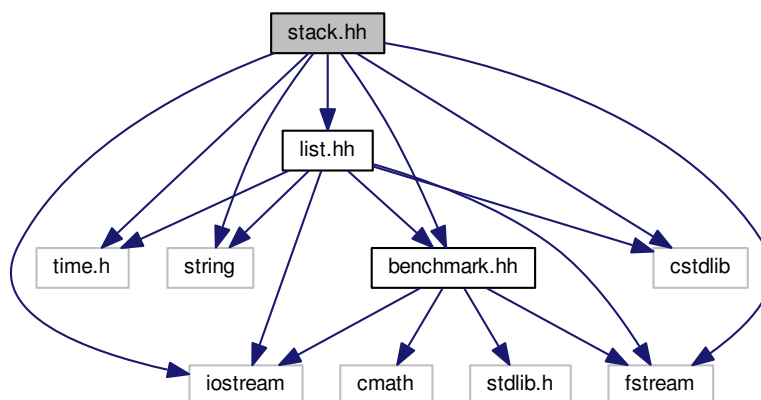 stack.hh
list.hh
time.h
string
benchmark.hh
cstdlib
iostream
cmath
stdlib.h
fstream